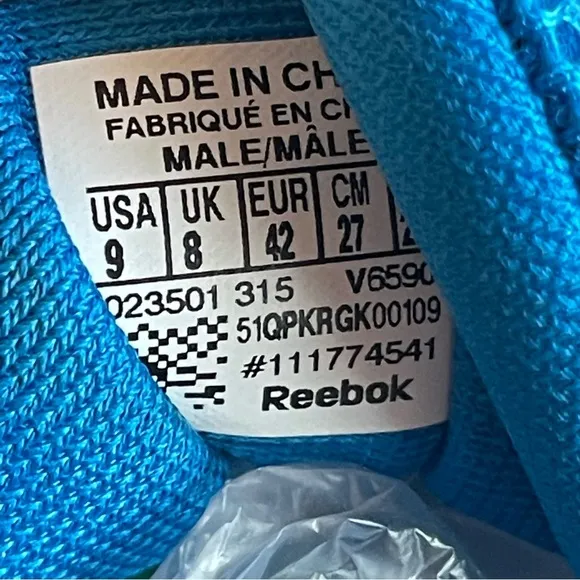 MADE IN CH
FABRIQUÉ EN CH
MALE/MÂLE
USA UK EUR CM
9 8 42 27 2
023501 315 V6590
51QPKRGK00109
#111774541
Reebok